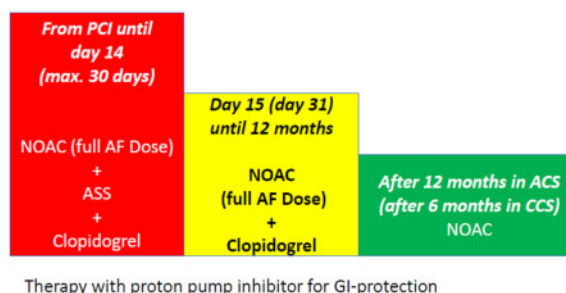 From PCI until
day 14
(max. 30 days)
NOAC (full AF Dose)
+
ASS
+
Clopidogrel
Day 15 (day 31)
until 12 months
NOAC
(full AF Dose)
+
Clopidogrel
After 12 months in ACS
(after 6 months in CCS)
NOAC
Therapy with proton pump inhibitor for GI-protection